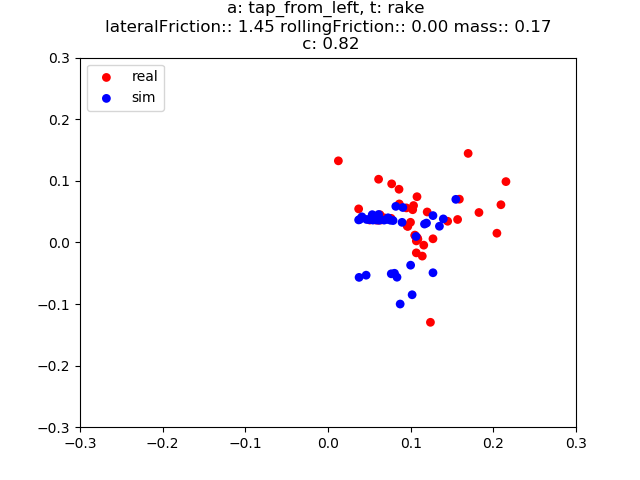 a: tap_from_left, t: rake
lateralFriction:: 1.45 rollingFriction:: 0.00 mass:: 0.17
c: 0.82
real
sim
0.3
0.2
0.1
0.0
−0.1
−0.2
−0.3
−0.3 −0.2 −0.1 0.0 0.1 0.2 0.3